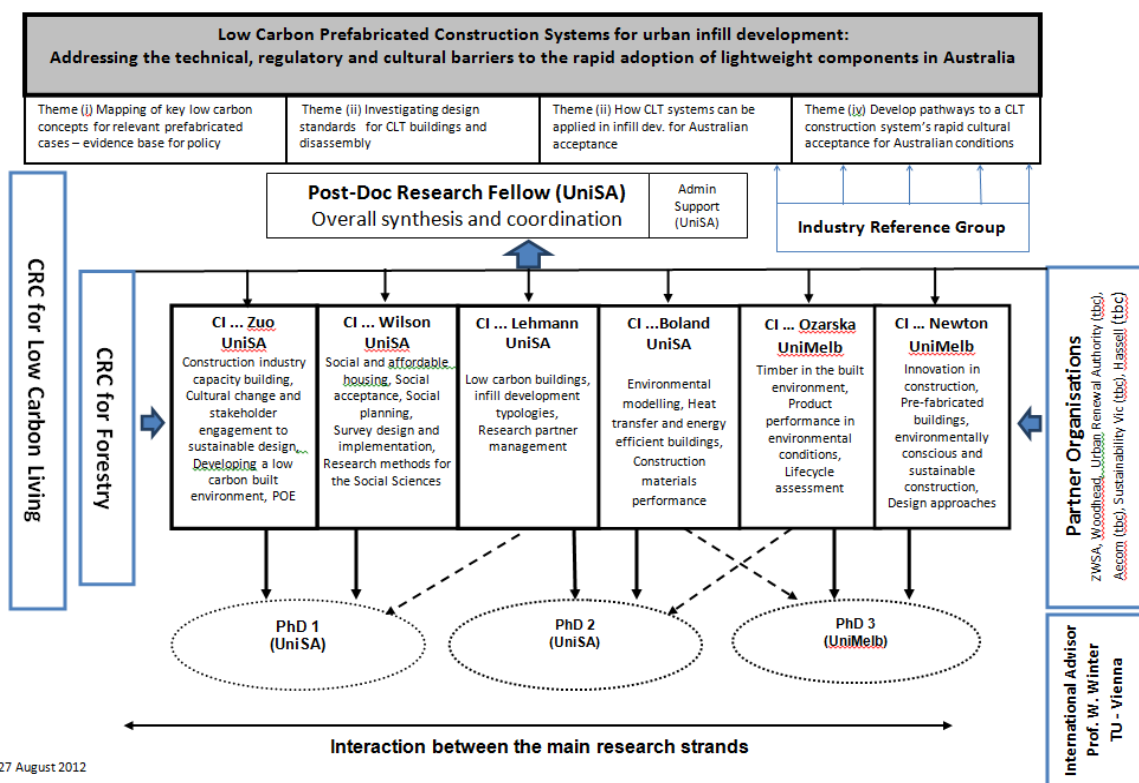 Low Carbon Prefabricated Construction Systems for urban infill development:
Addressing the technical, regulatory and cultural barriers to the rapid adoption of lightweight components in Australia
Theme (i) Mapping of key low carbon
concepts for relevant prefabricated
cases – evidence base for policy
Theme (ii) Investigating design
standards for CLT buildings and
disassembly
Theme (ii) How CLT systems can be
applied in infill dev. for Australian
acceptance
Theme (iv) Develop pathways to a CLT
construction system's rapid cultural
acceptance for Australian conditions
Post-Doc Research Fellow (UniSA)
Overall synthesis and coordination
Admin
Support
(UniSA)
Industry Reference Group
CRC for Low Carbon Living
CRC for Forestry
CI ... Zuo
UniSA
Construction industry
capacity building,
Cultural change and
stakeholder
engagement to
sustainable design,
Developing a low
carbon built
environment, POE
CI ... Wilson
UniSA
Social and affordable
housing, Social
acceptance, Social
planning,
Survey design and
implementation,
Research methods for
the Social Sciences
CI ... Lehmann
UniSA
Low carbon buildings,
infill development
typologies,
Research partner
management
CI ...Boland
UniSA
Environmental
modelling, Heat
transfer and energy
efficient buildings,
Construction
materials
performance
CI ... Ozarska
UniMelb
Timber in the built
environment,
Product
performance in
environmental
conditions,
Lifecycle
assessment
CI ... Newton
UniMelb
Innovation in
construction,
Pre-fabricated
buildings,
environmentally
conscious and
sustainable
construction,
Design approaches
Partner Organisations
ZWSA, Woodhead, Urban Renewal Authority (tbc),
Aecom (tbc), Sustainability Vic (tbc), Hassell (tbc)
PhD 1
(UniSA)
PhD 2
(UniSA)
PhD 3
(UniMelb)
International Advisor
Prof. W. Winter
TU - Vienna
Interaction between the main research strands
27 August 2012